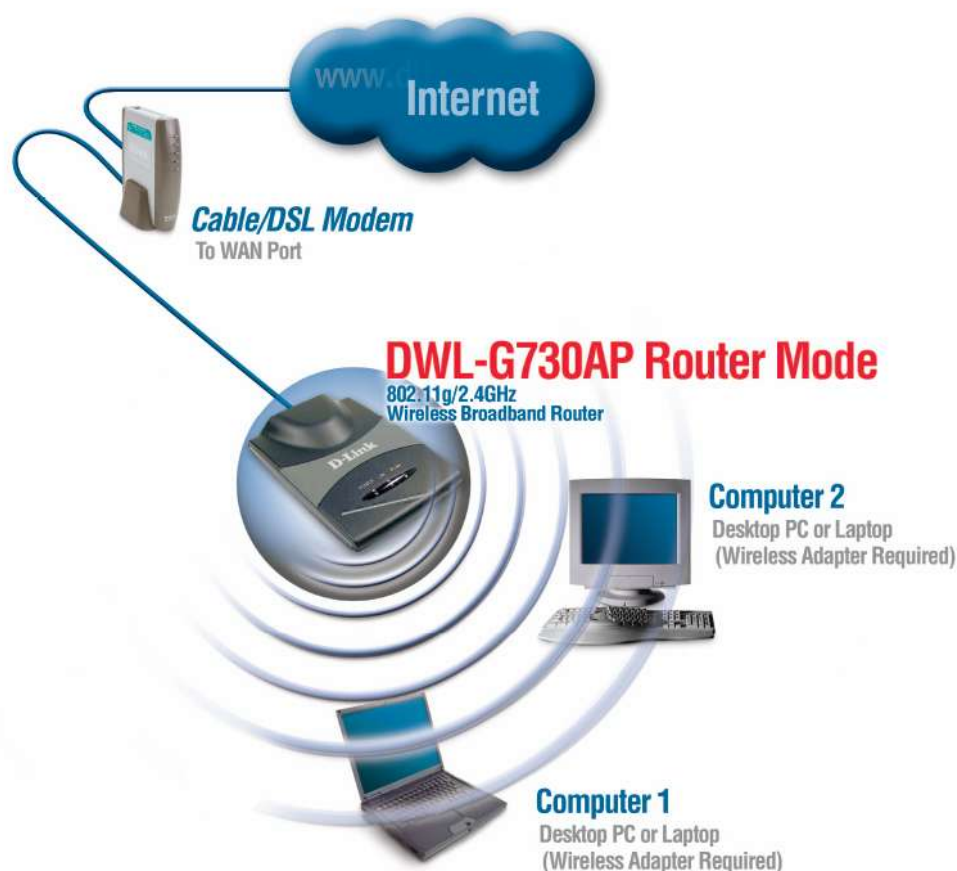 www.d
Internet
Cable/DSL Modem
To WAN Port
DWL-G730AP Router Mode
802.11g/2.4GHz
Wireless Broadband Router
D-Link
Computer 2
Desktop PC or Laptop
(Wireless Adapter Required)
Computer 1
Desktop PC or Laptop
(Wireless Adapter Required)